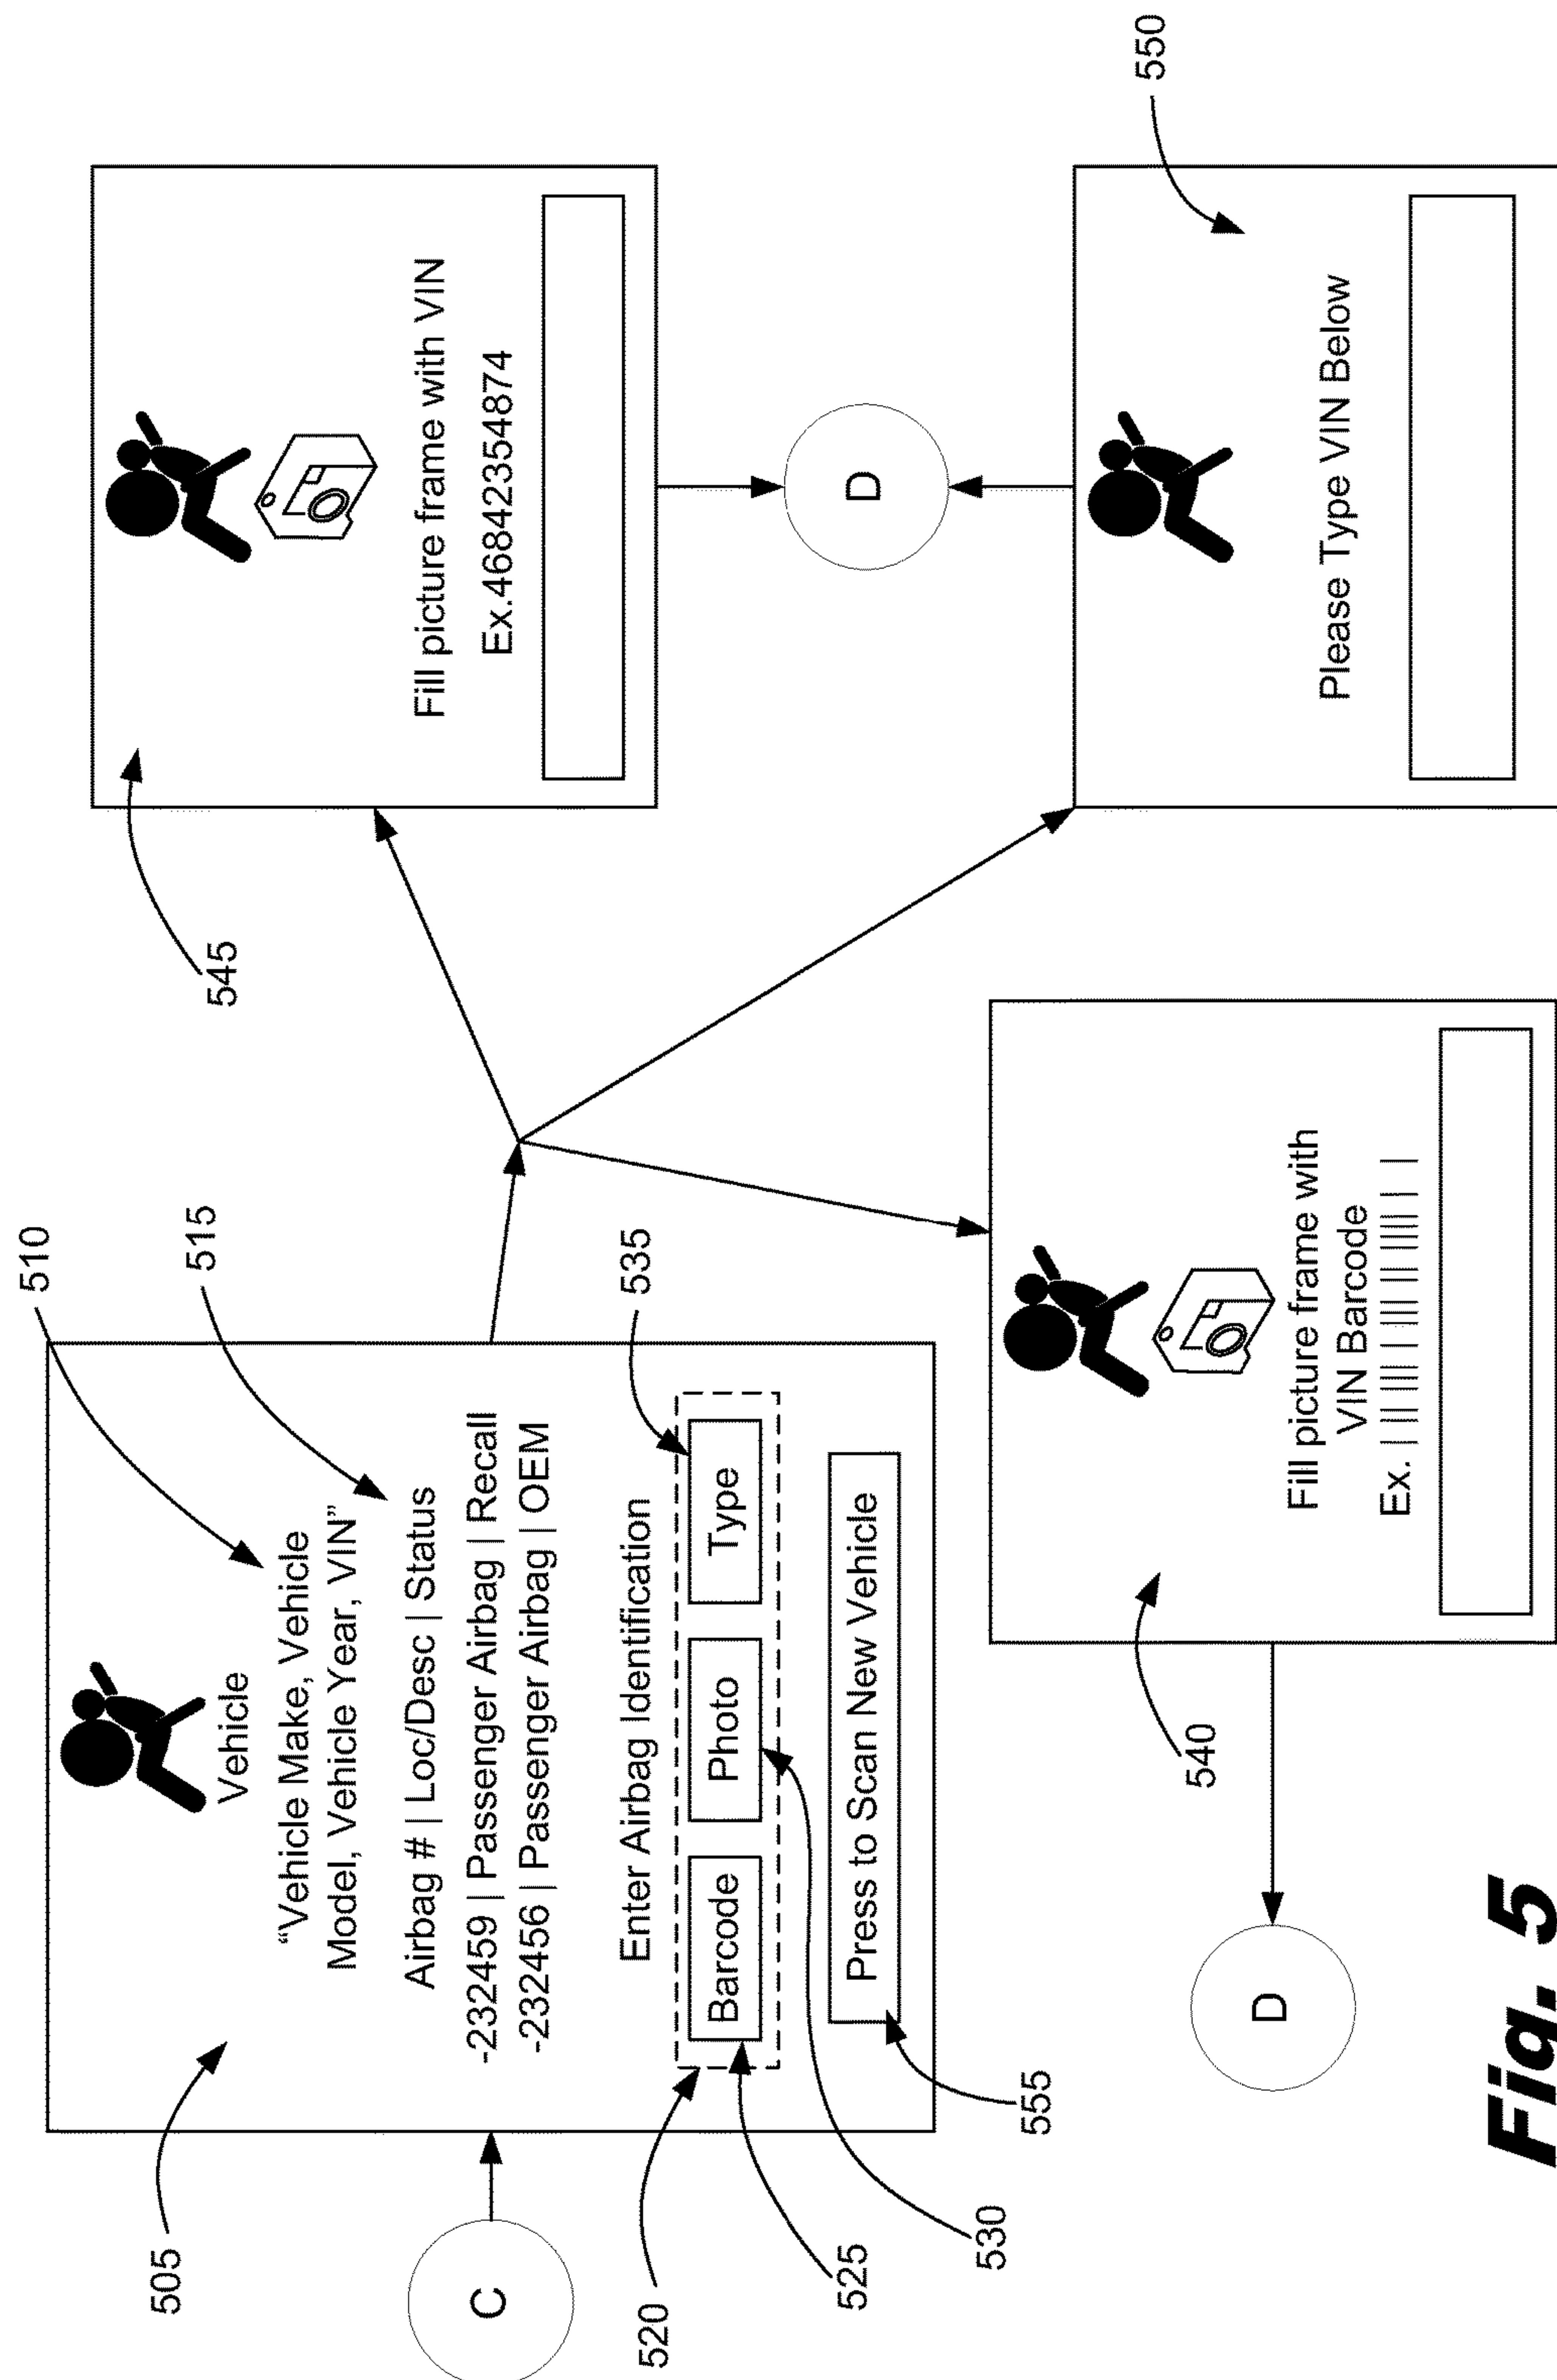 510
515
505
Vehicle
“Vehicle Make, Vehicle
Model, Vehicle Year, VIN”
Airbag # | Loc/Desc | Status
-232459 | Passenger Airbag | Recall
-232456 | Passenger Airbag | OEM
Enter Airbag Identification
Barcode
Photo
Type
Press to Scan New Vehicle
C
520
525
530
535
555
545
Fill picture frame with VIN
Ex.46842354874
D
550
Please Type VIN Below
540
Fill picture frame with
VIN Barcode
Ex.
D
Fig. 5